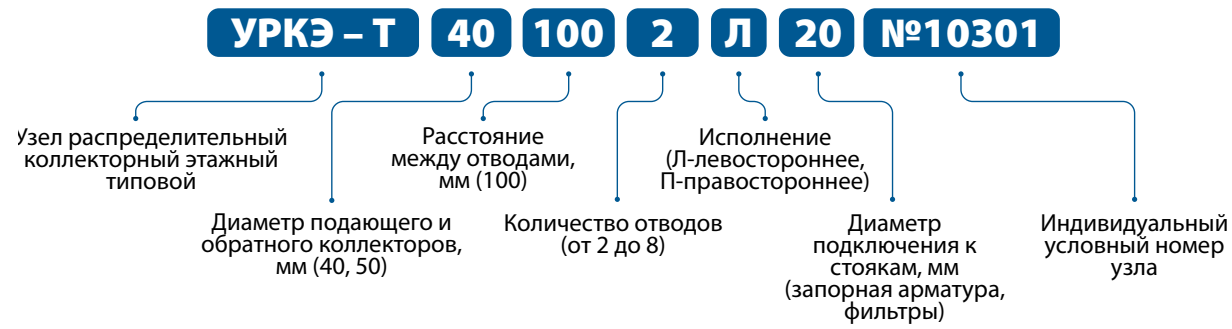 УРКЭ – Т 40 100 2 Л 20 №10301
Узел распределительный
коллекторный этажный
типовой
Диаметр подающего и
обратного коллекторов,
мм (40, 50)
Расстояние
между отводами,
мм (100)
Количество отводов
(от 2 до 8)
Исполнение
(Л-левостороннее,
П-правостороннее)
Диаметр
подключения к
стоякам, мм
(запорная арматура,
фильтры)
Индивидуальный
условный номер
узла